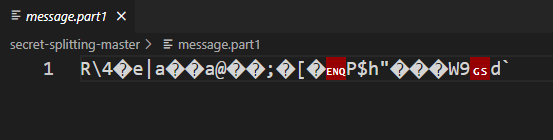 message.part1 ×
secret-splitting-master > message.part1
1 R\4�e|a��a@��;�[�ENQP$h"���W9GSd`